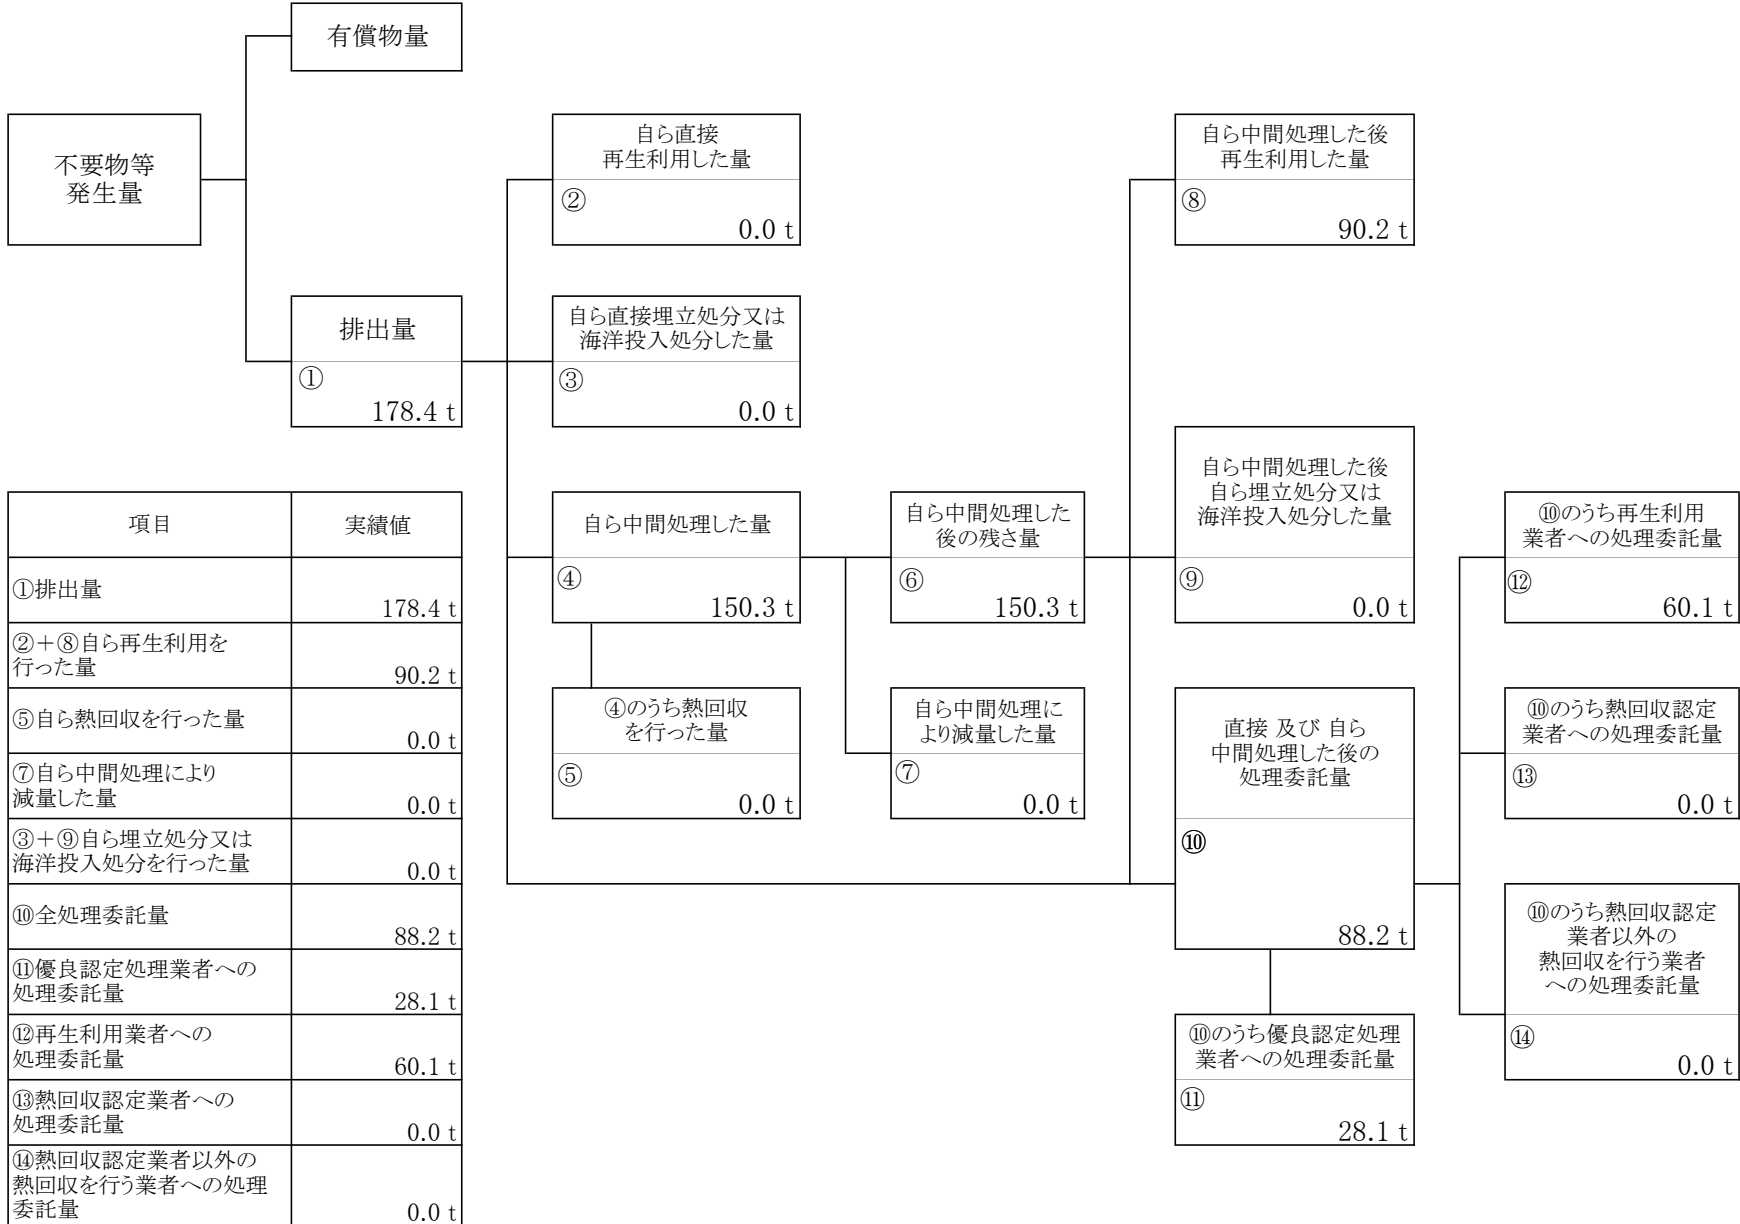 有償物量
不要物等
発生量
自ら直接
再生利用した量
②
0.0 t
自ら中間処理した後
再生利用した量
⑧
90.2 t
排出量
①
178.4 t
自ら直接埋立処分又は
海洋投入処分した量
③
0.0 t
自ら中間処理した量
④
150.3 t
自ら中間処理した
後の残さ量
⑥
150.3 t
自ら中間処理した後
自ら埋立処分又は
海洋投入処分した量
⑨
0.0 t
⑩のうち再生利用
業者への処理委託量
⑫
60.1 t
④のうち熱回収
を行った量
⑤
0.0 t
自ら中間処理に
より減量した量
⑦
0.0 t
直接 及び 自ら
中間処理した後の
処理委託量
⑩
88.2 t
⑩のうち熱回収認定
業者への処理委託量
⑬
0.0 t
⑩のうち熱回収認定
業者以外の
熱回収を行う業者
への処理委託量
⑭
0.0 t
⑩のうち優良認定処理
業者への処理委託量
⑪
28.1 t
項目 実績値
①排出量
178.4 t
②＋⑧自ら再生利用を
行った量
90.2 t
⑤自ら熱回収を行った量
0.0 t
⑦自ら中間処理により
減量した量
0.0 t
③＋⑨自ら埋立処分又は
海洋投入処分を行った量
0.0 t
⑩全処理委託量
88.2 t
⑪優良認定処理業者への
処理委託量
28.1 t
⑫再生利用業者への
処理委託量
60.1 t
⑬熱回収認定業者への
処理委託量
0.0 t
⑭熱回収認定業者以外の
熱回収を行う業者への処理
委託量
0.0 t